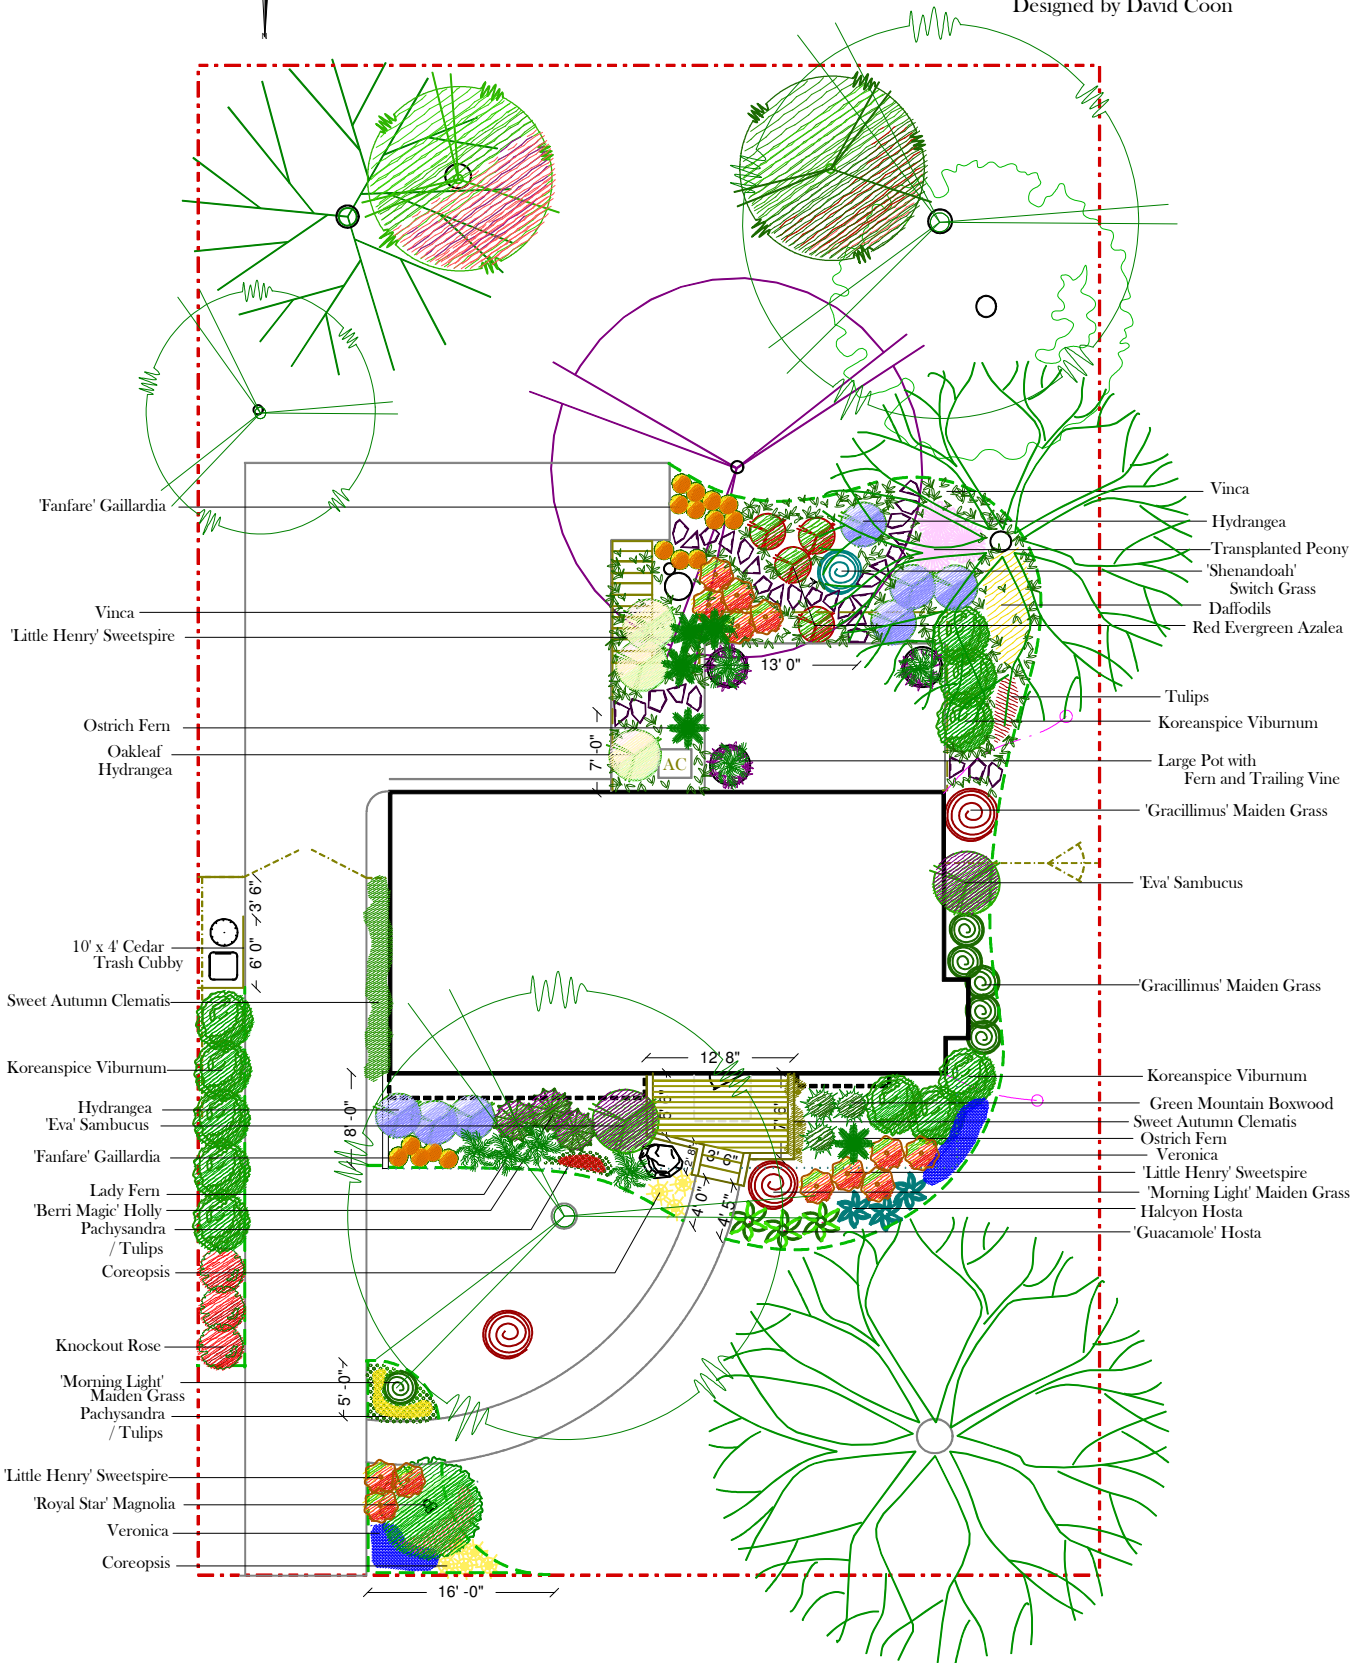 Designed by David Coon
'Fanfare' Gaillardia
Vinca
'Little Henry' Sweetspire
Ostrich Fern
Oakleaf
Hydrangea
10' x 4' Cedar
Trash Cubby
Sweet Autumn Clematis
Koreanspice Viburnum
Hydrangea
'Eva' Sambucus
'Fanfare' Gaillardia
Lady Fern
'Berri Magic' Holly
Pachysandra
/ Tulips
Coreopsis
Knockout Rose
'Morning Light'
Maiden Grass
Pachysandra
/ Tulips
'Little Henry' Sweetspire
'Royal Star' Magnolia
Veronica
Coreopsis
13' 0"
7' -0"
AC
3' 6"
6' 0"
12' 8"
8' -0"
7' 6"
3' 6"
2' 8"
4' 0"
4' 5"
5' -0"
16' -0"
Vinca
Hydrangea
Transplanted Peony
'Shenandoah'
Switch Grass
Daffodils
Red Evergreen Azalea
Tulips
Koreanspice Viburnum
Large Pot with
Fern and Trailing Vine
'Gracillimus' Maiden Grass
'Eva' Sambucus
'Gracillimus' Maiden Grass
Koreanspice Viburnum
Green Mountain Boxwood
Sweet Autumn Clematis
Ostrich Fern
Veronica
'Little Henry' Sweetspire
'Morning Light' Maiden Grass
Halcyon Hosta
'Guacamole' Hosta